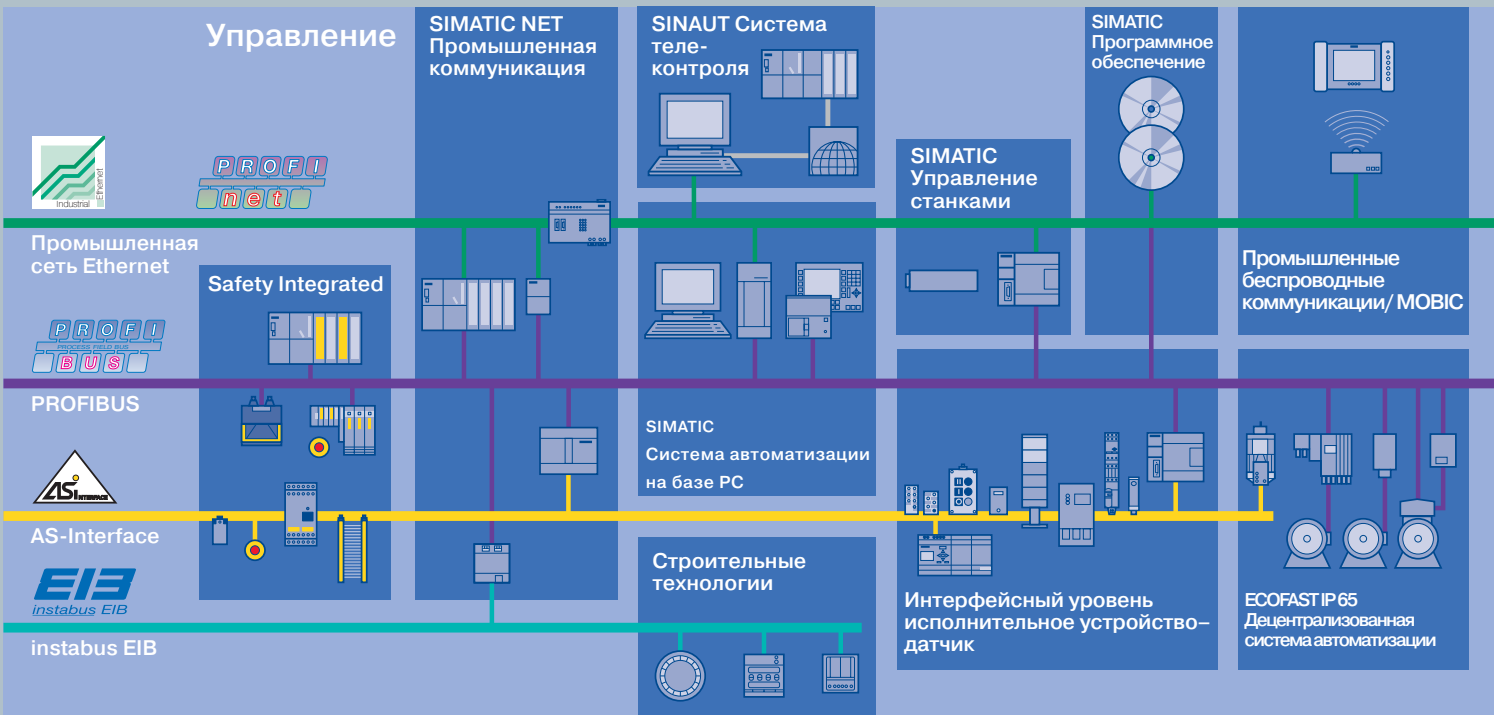 Управление
SIMATIC NET
Промышленная
коммуникация
SINAUT Система
теле-
контроля
SIMATIC
Программное
обеспечение
SIMATIC
Управление
станками
Industrial
Ethernet
PROFI
net
Промышленная
сеть Ethernet
Safety Integrated
Промышленные
беспроводные
коммуникации/ MOBIC
PROFI
PROCESS FIELD BUS
BUS
PROFIBUS
SIMATIC
Система автоматизации
на базе PC
ASi
INTERFACE
AS-Interface
EIB
instabus EIB
instabus EIB
Строительные
технологии
Интерфейсный уровень
исполнительное устройство–
датчик
ECOFAST IP 65
Децентрализованная
система автоматизации